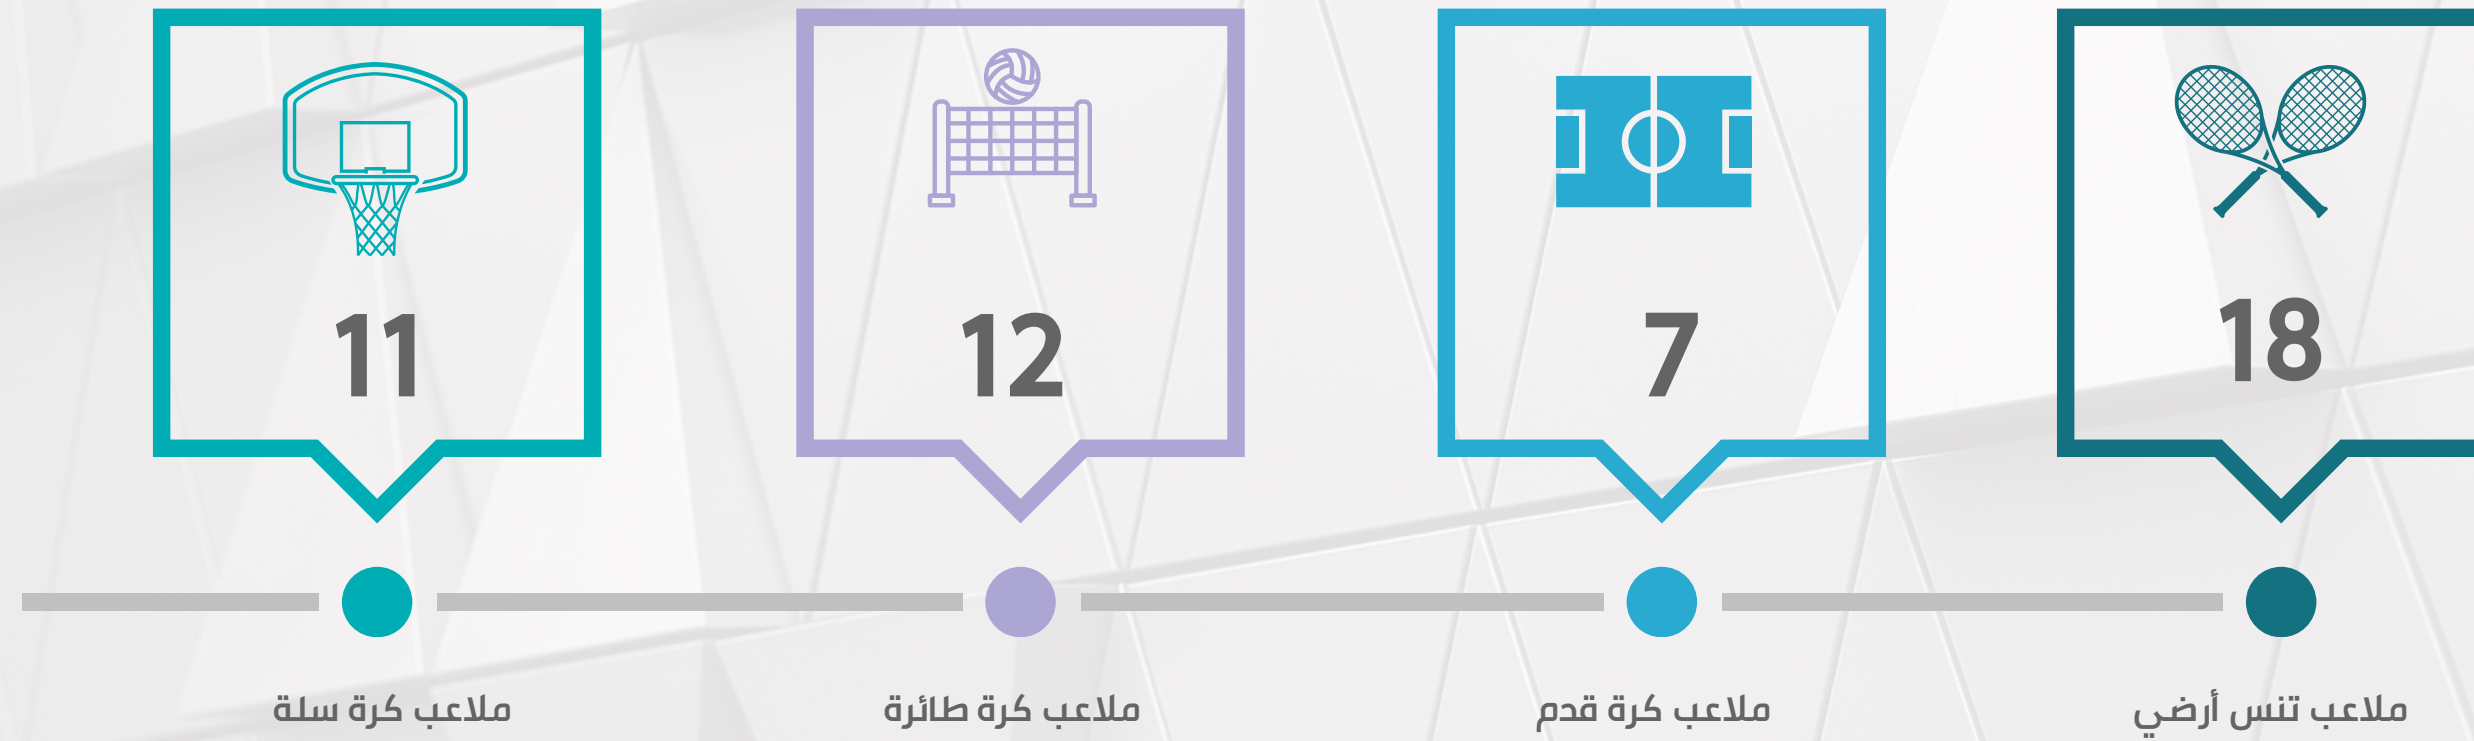 18
ملاعب تنس أرضي
7
ملاعب كرة قدم
12
ملاعب كرة طائرة
11
ملاعب كرة سلة